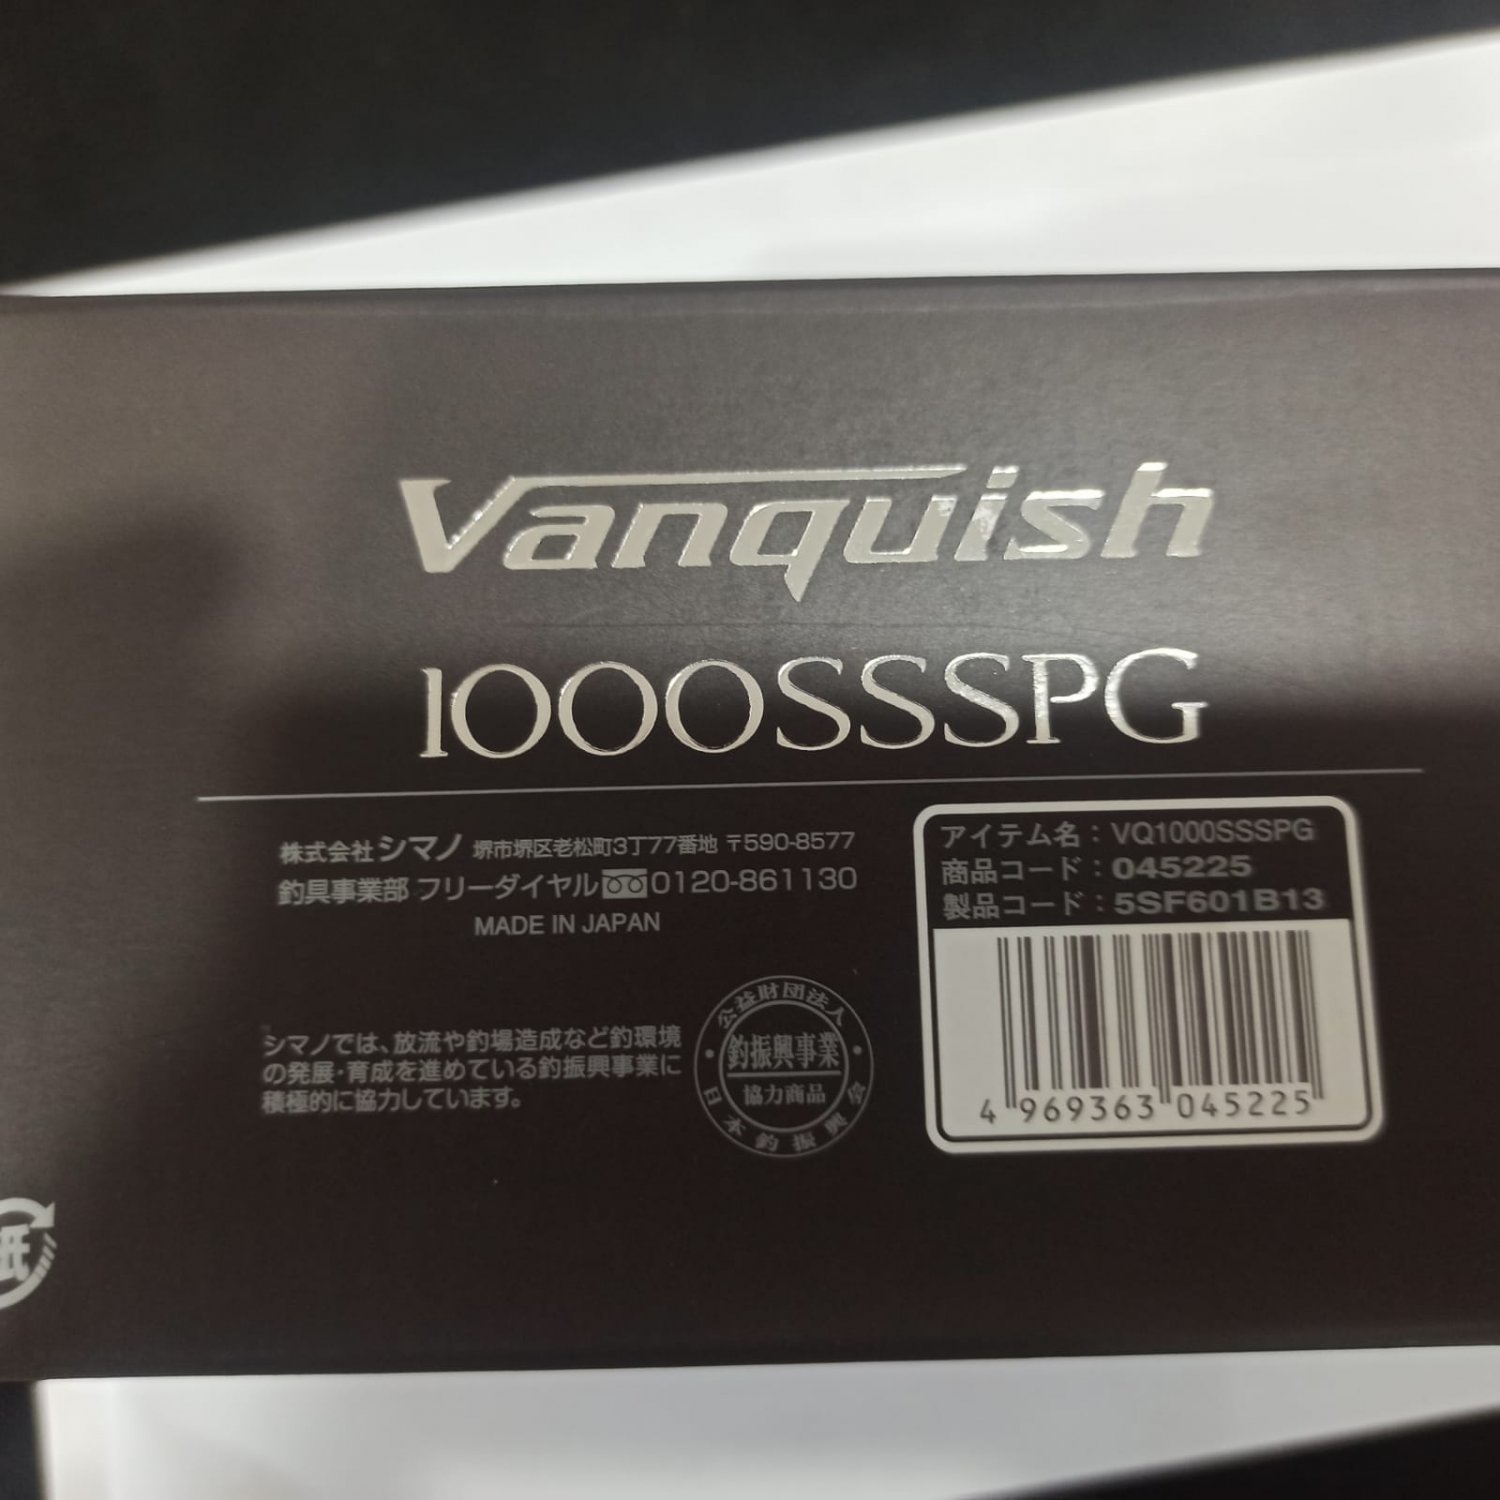 Vanquish
1000SSSPG
株式会社シマノ 堺市堺区老松町3丁77番地 〒590-8577
釣具事業部 フリーダイヤル 0120-861130
MADE IN JAPAN
アイテム名：VQ1000SSSPG
商品コード：045225
製品コード：5SF601B13
4 969363 045225
シマノでは、放流や釣場造成など釣環境
の発展・育成を進めている釣振興事業に
積極的に協力しています。
公益財団法人
釣振興事業
協力商品
日本釣振興会
紙